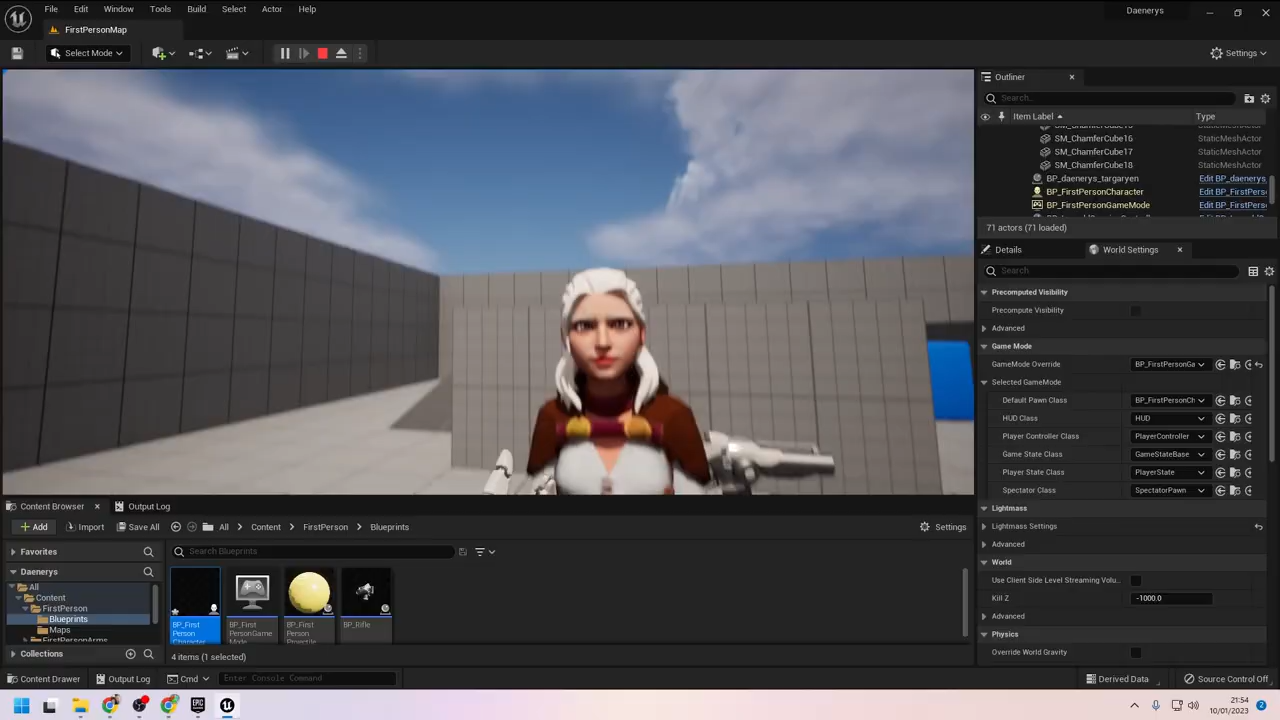 File Edit Window Tools Build Select Actor Help Daenerys
FirstPersonMap
Select Mode Settings
Outliner
Search...
Item Label Type
SM_ChamferCube16 StaticMeshActor
SM_ChamferCube17 StaticMeshActor
SM_ChamferCube18 StaticMeshActor
BP_daenerys_targaryen Edit BP_daenerys
BP_FirstPersonCharacter Edit BP_FirstPers
BP_FirstPersonGameMode Edit BP_FirstPers
71 actors (71 loaded)
Details World Settings
Search
Precomputed Visibility
Precompute Visibility
Advanced
Game Mode
GameMode Override BP_FirstPersonGa
Selected GameMode
Default Pawn Class BP_FirstPersonCh
HUD Class HUD
Player Controller Class PlayerController
Game State Class GameStateBase
Player State Class PlayerState
Spectator Class SpectatorPawn
Lightmass
Lightmass Settings
Advanced
World
Use Client Side Level Streaming Volu...
Kill Z -1000.0
Advanced
Physics
Override World Gravity
Content Browser Output Log
Add Import Save All All Content FirstPerson Blueprints Settings
Favorites
Search Blueprints
Daenerys
All
Content
FirstPerson
Blueprints
Maps
FirstPersonArms
Collections
BP_First
Person
Character
BP_First
PersonGame
Mode
BP_First
Person
Projectile
BP_Rifle
4 items (1 selected)
Content Drawer Output Log Cmd Enter Console Command Derived Data Source Control Off
EPIC
21:54
10/01/2023
2